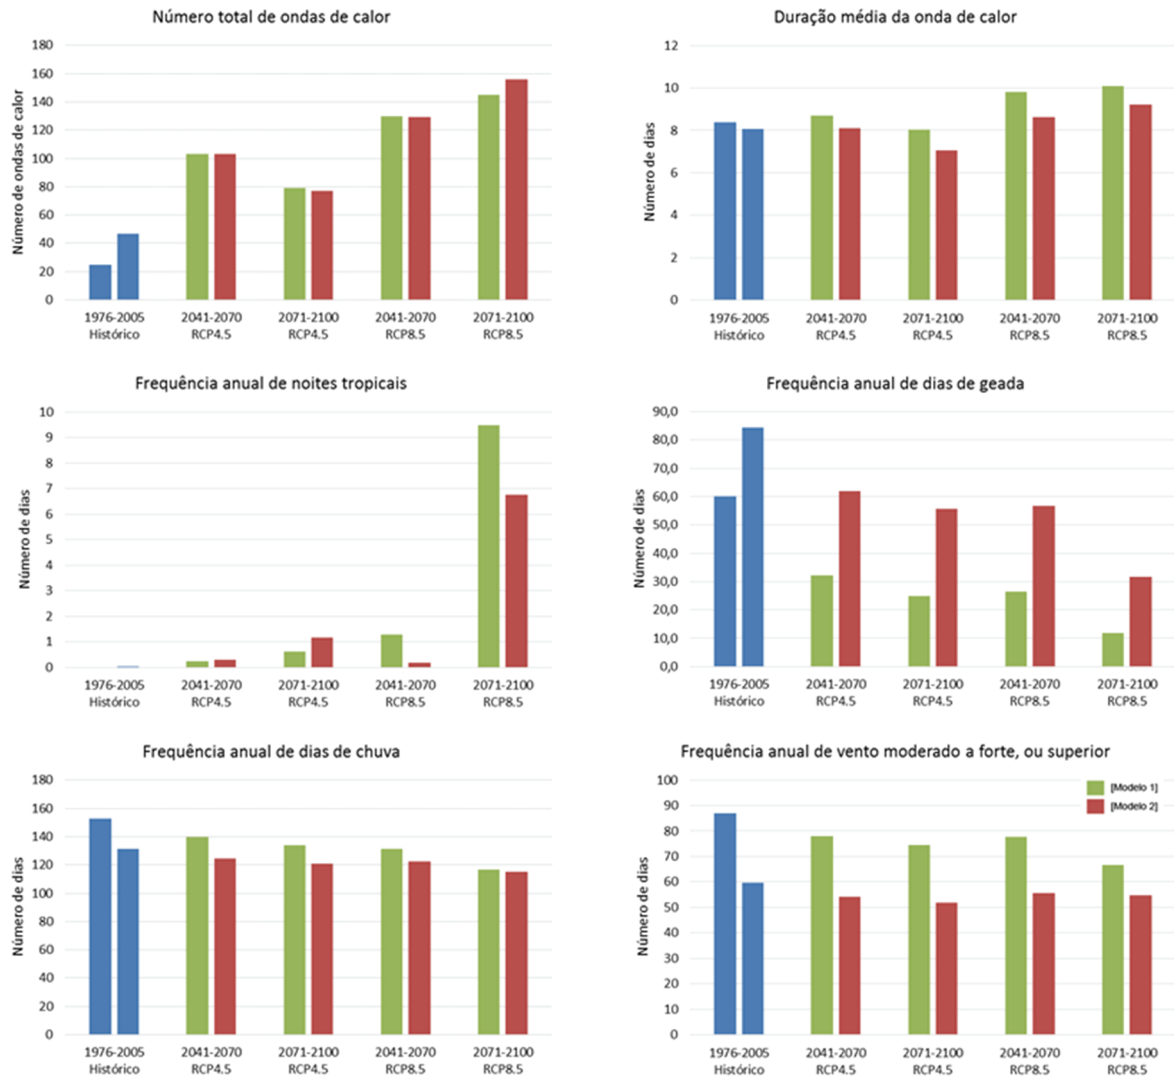 Número total de ondas de calor
Número de ondas de calor
180
160
140
120
100
80
60
40
20
0
1976-2005 2041-2070 2071-2100 2041-2070 2071-2100
Histórico RCP4.5 RCP4.5 RCP8.5 RCP8.5
Duração média da onda de calor
Número de dias
12
10
8
6
4
2
0
1976-2005 2041-2070 2071-2100 2041-2070 2071-2100
Histórico RCP4.5 RCP4.5 RCP8.5 RCP8.5
Frequência anual de noites tropicais
Número de dias
10
9
8
7
6
5
4
3
2
1
0
1976-2005 2041-2070 2071-2100 2041-2070 2071-2100
Histórico RCP4.5 RCP4.5 RCP8.5 RCP8.5
Frequência anual de dias de geada
Número de dias
90,0
80,0
70,0
60,0
50,0
40,0
30,0
20,0
10,0
0,0
1976-2005 2041-2070 2071-2100 2041-2070 2071-2100
Histórico RCP4.5 RCP4.5 RCP8.5 RCP8.5
Frequência anual de dias de chuva
Número de dias
180
160
140
120
100
80
60
40
20
0
1976-2005 2041-2070 2071-2100 2041-2070 2071-2100
Histórico RCP4.5 RCP4.5 RCP8.5 RCP8.5
Frequência anual de vento moderado a forte, ou superior
Número de dias
100
90
80
70
60
50
40
30
20
10
0
[Modelo 1]
[Modelo 2]
1976-2005 2041-2070 2071-2100 2041-2070 2071-2100
Histórico RCP4.5 RCP4.5 RCP8.5 RCP8.5